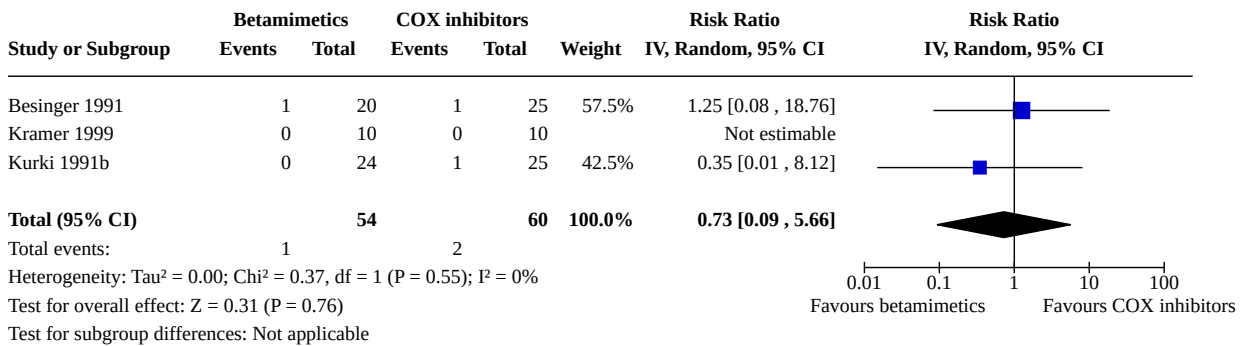 Betamimetics COX inhibitors Risk Ratio Risk Ratio
Study or Subgroup Events Total Events Total Weight IV, Random, 95% CI IV, Random, 95% CI
Besinger 1991 1 20 1 25 57.5% 1.25 [0.08 , 18.76]
Kramer 1999 0 10 0 10 Not estimable
Kurki 1991b 0 24 1 25 42.5% 0.35 [0.01 , 8.12]
Total (95% CI) 54 60 100.0% 0.73 [0.09 , 5.66]
Total events: 1 2
Heterogeneity: Tau² = 0.00; Chi² = 0.37, df = 1 (P = 0.55); I² = 0%
0.01 0.1 1 10 100
Test for overall effect: Z = 0.31 (P = 0.76) Favours betamimetics Favours COX inhibitors
Test for subgroup differences: Not applicable